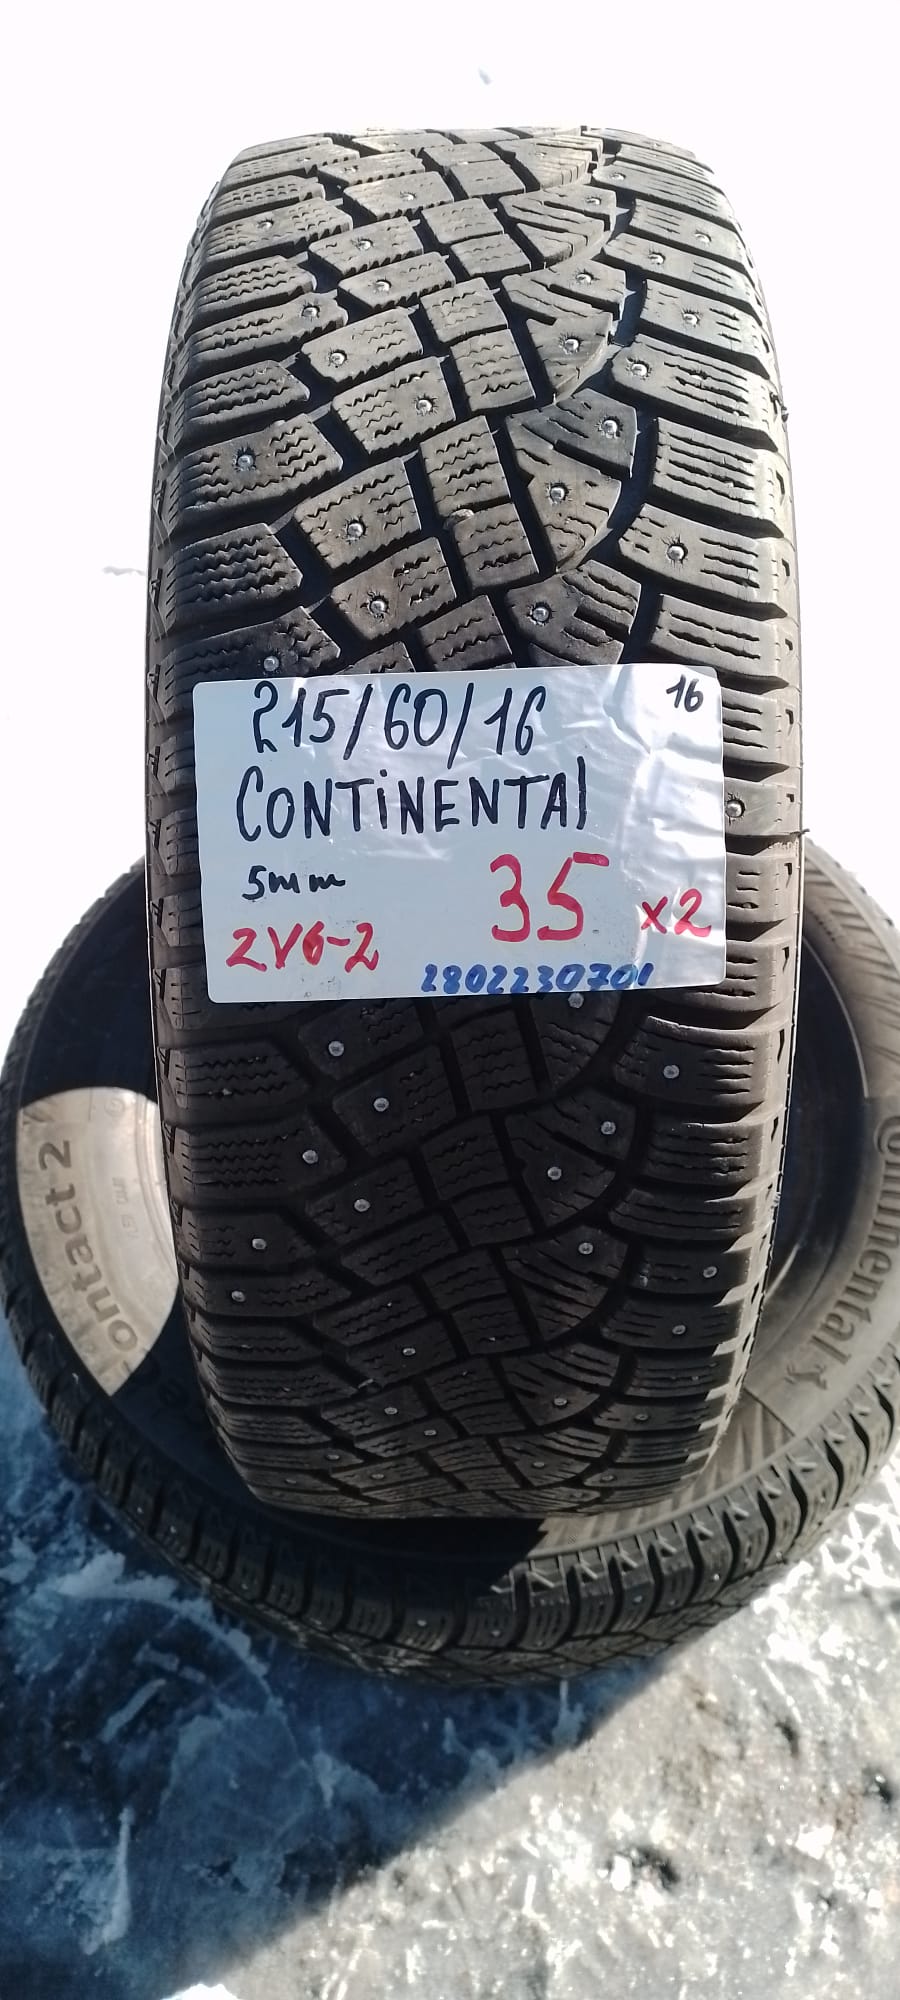 215/60/16
16
CONTINENTAL
5mm
35 x2
2V6-2
2802230701
ontact 2
Continental